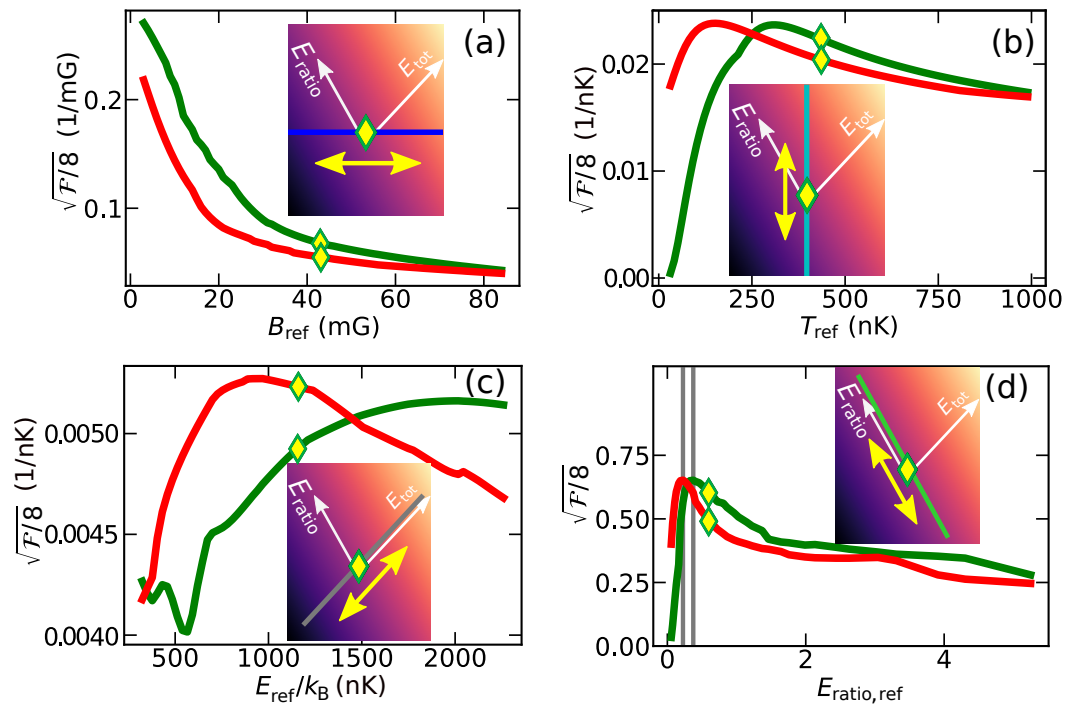 (a)
√F/8 (1/mG)
0.2
0.1
0 20 40 60 80
B_ref (mG)
E_ratio
E_tot
(b)
√F/8 (1/nK)
0.02
0.01
0.00
0 250 500 750 1000
T_ref (nK)
E_ratio
E_tot
(c)
√F/8 (1/nK)
0.0050
0.0045
0.0040
500 1000 1500 2000
E_ref/k_B (nK)
E_ratio
E_tot
(d)
√F/8
0.75
0.50
0.25
0.00
0 2 4
E_ratio,ref
E_ratio
E_tot